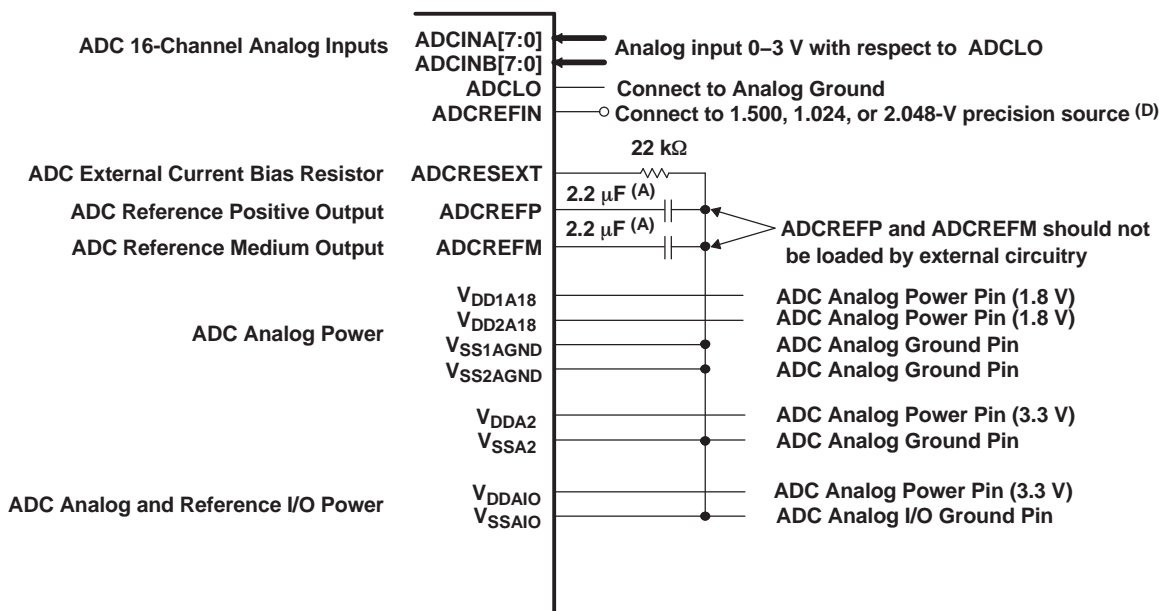 ADC 16-Channel Analog Inputs
ADCINA[7:0]
ADCINB[7:0]
Analog input 0–3 V with respect to ADCLO
ADCLO
Connect to Analog Ground
ADCREFIN
Connect to 1.500, 1.024, or 2.048-V precision source (D)
22 kΩ
ADC External Current Bias Resistor
ADCRESEXT
2.2 μF (A)
ADC Reference Positive Output
ADCREFP
2.2 μF (A)
ADC Reference Medium Output
ADCREFM
ADCREFP and ADCREFM should not
be loaded by external circuitry
VDD1A18
ADC Analog Power Pin (1.8 V)
VDD2A18
ADC Analog Power Pin (1.8 V)
ADC Analog Power
VSS1AGND
ADC Analog Ground Pin
VSS2AGND
ADC Analog Ground Pin
VDDA2
ADC Analog Power Pin (3.3 V)
VSSA2
ADC Analog Ground Pin
ADC Analog and Reference I/O Power
VDDAIO
ADC Analog Power Pin (3.3 V)
VSSAIO
ADC Analog I/O Ground Pin